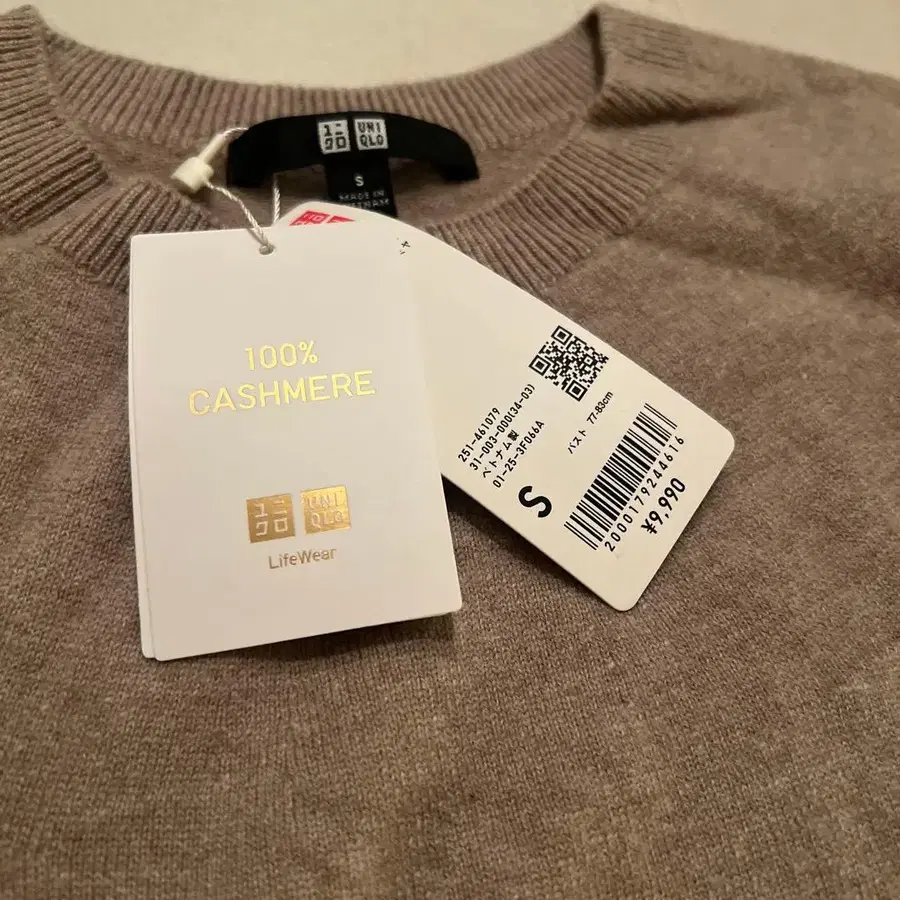 ユニ UNI
クロ QLO
S
MADE IN
VIETNAM
100%
CASHMERE
ユニ UNI
クロ QLO
LifeWear
251-461079
31-003-000(34-03)
ベトナム製
01-25-3F066A
S
バスト 77-83cm
2000179244616
¥9,990